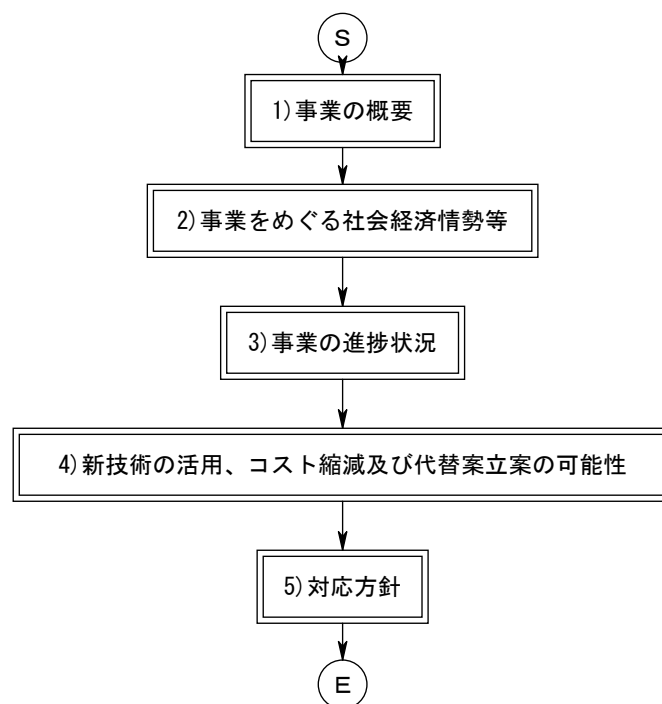 S
1)事業の概要
2)事業をめぐる社会経済情勢等
3)事業の進捗状況
4)新技術の活用、コスト縮減及び代替案立案の可能性
5)対応方針
E